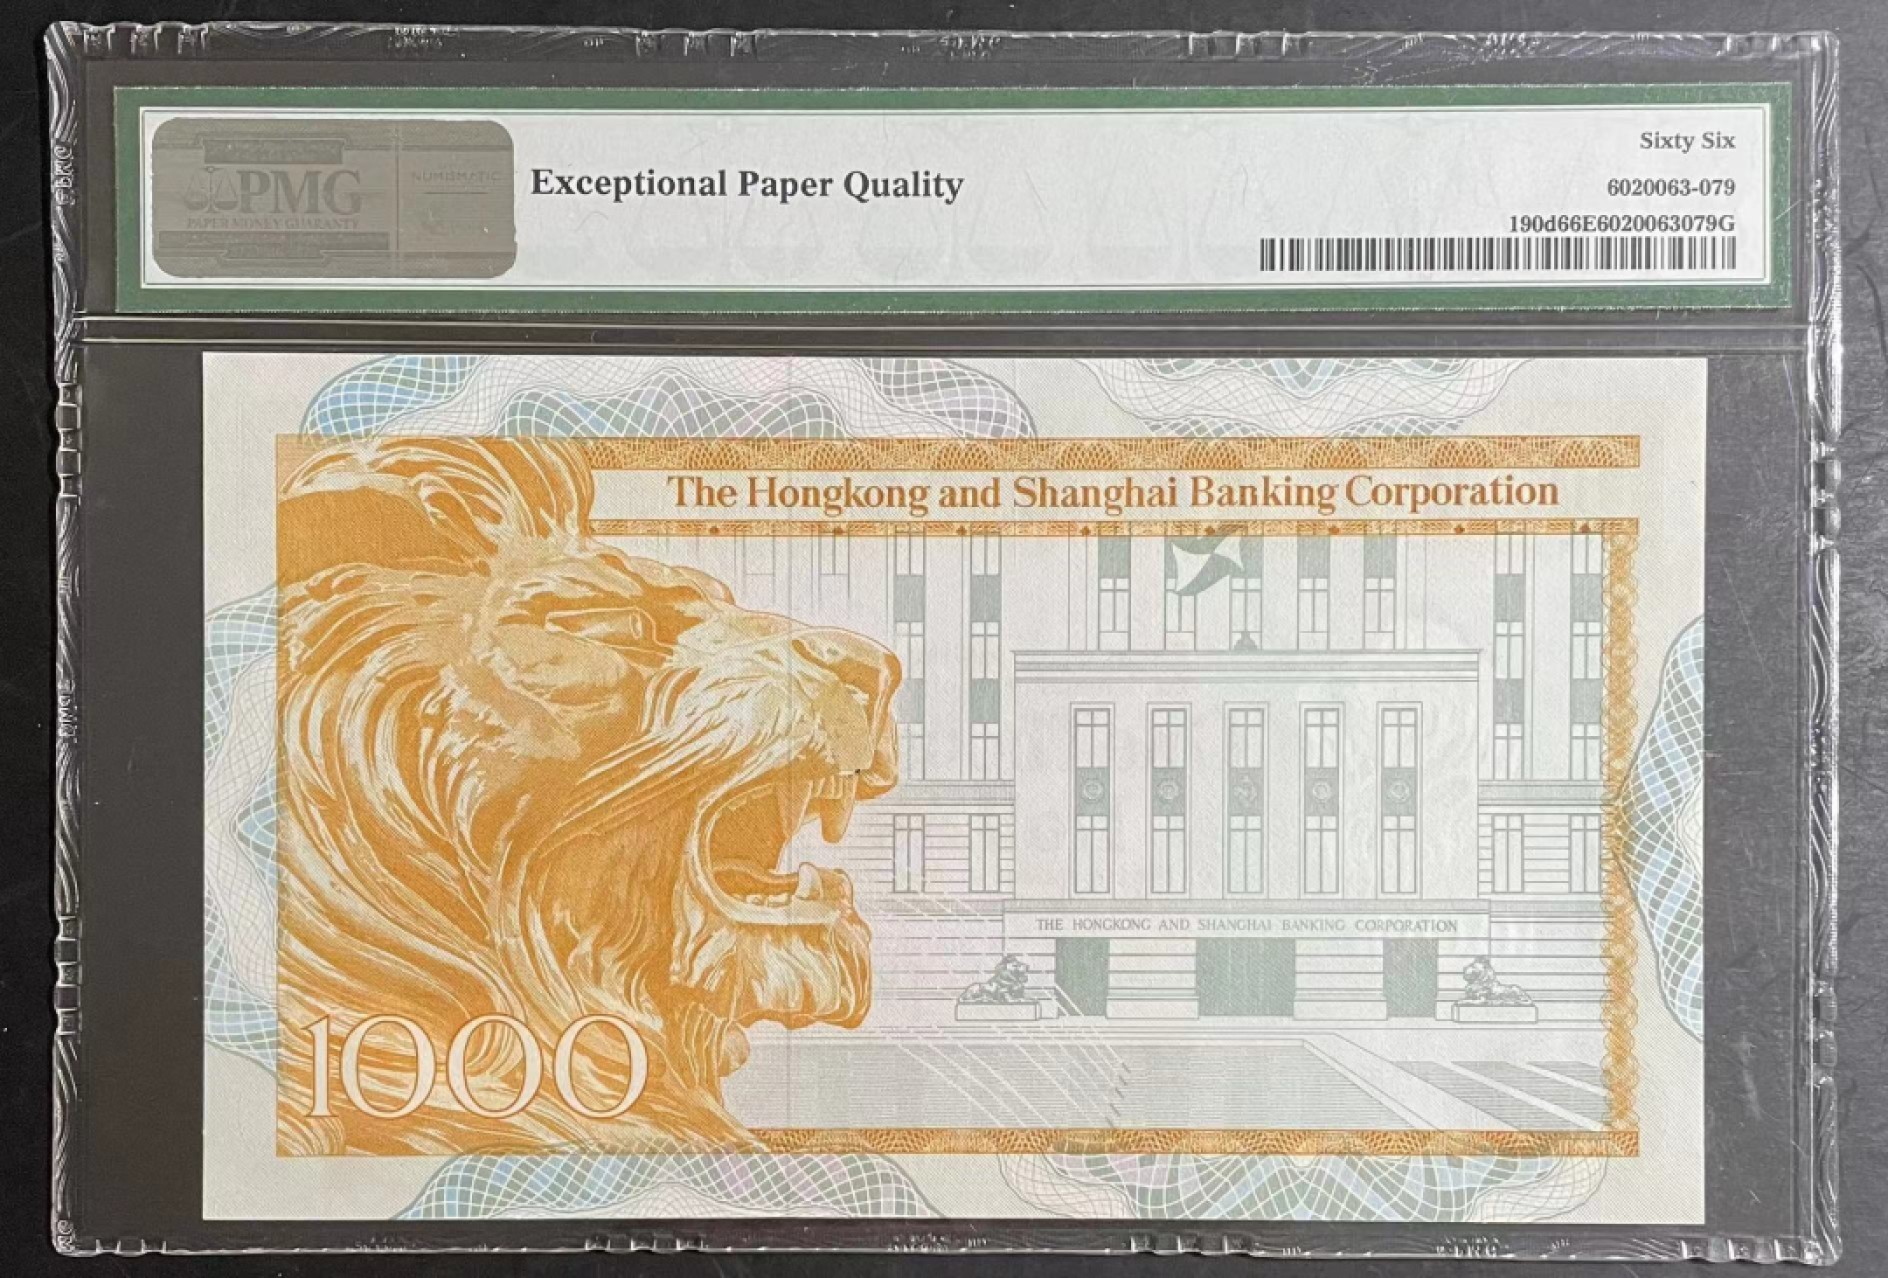 PMG
PAPER MONEY GUARANTY
NUMISMATIC
Exceptional Paper Quality
Sixty Six
6020063-079
190d66E6020063079G
The Hongkong and Shanghai Banking Corporation
THE HONGKONG AND SHANGHAI BANKING CORPORATION
1000